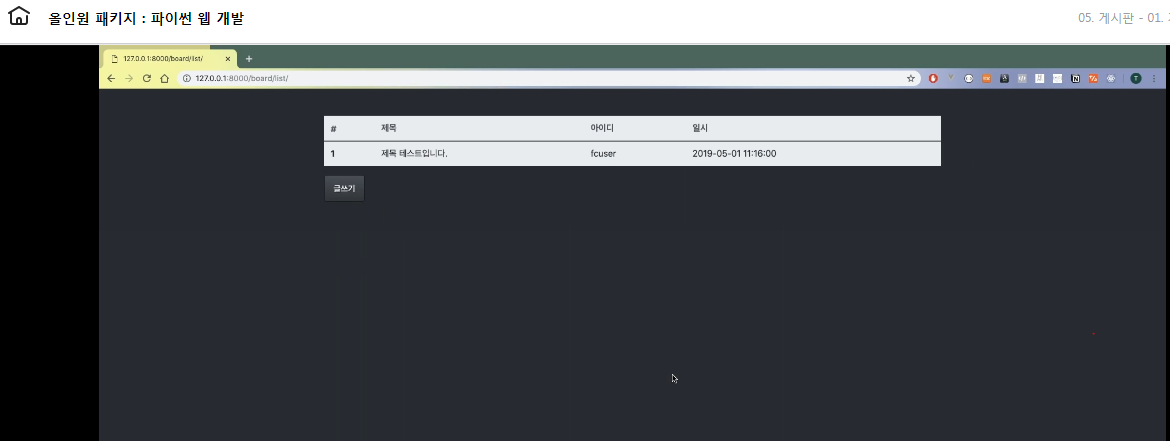 올인원 패키지 : 파이썬 웹 개발
05. 게시판 - 01.
127.0.0.1:8000/board/list/
127.0.0.1:8000/board/list/
# 제목 아이디 일시
1 제목 테스트입니다. fcuser 2019-05-01 11:16:00
글쓰기